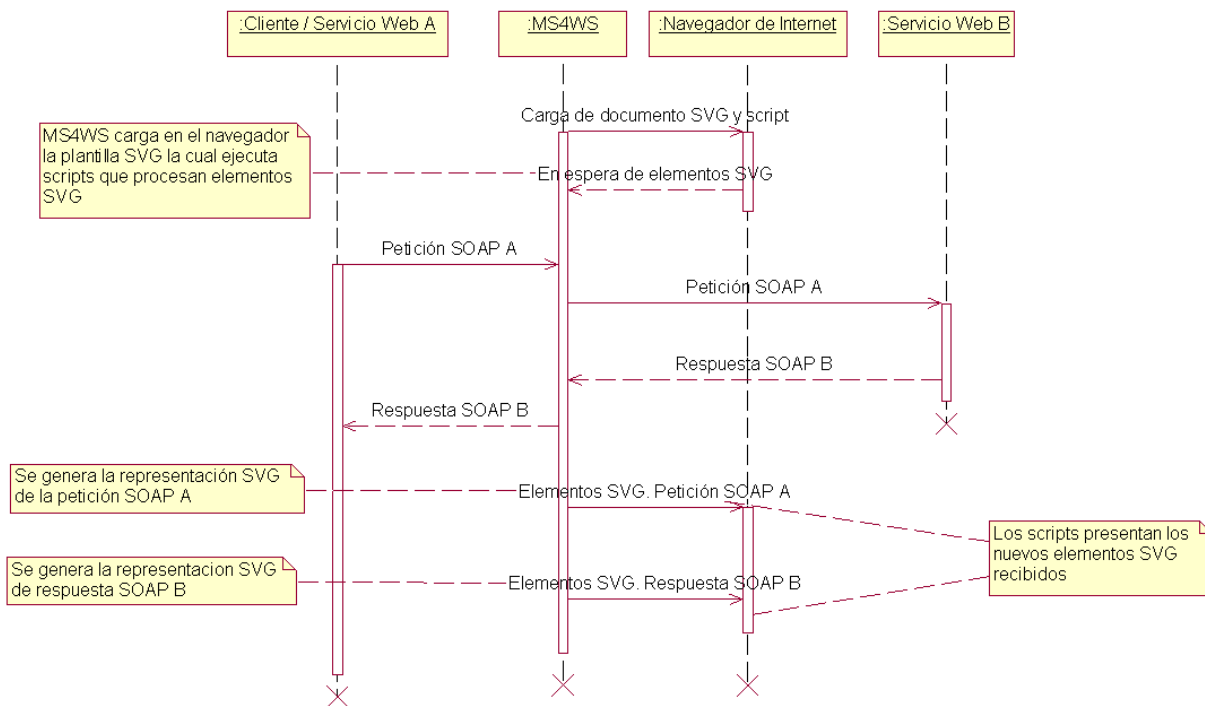 :Cliente / Servicio Web A
:MS4WS
:Navegador de Internet
:Servicio Web B
Carga de documento SVG y script
MS4WS carga en el navegador
la plantilla SVG la cual ejecuta
scripts que procesan elementos
SVG
En espera de elementos SVG
Petición SOAP A
Petición SOAP A
Respuesta SOAP B
Respuesta SOAP B
Se genera la representación SVG
de la petición SOAP A
Elementos SVG. Petición SOAP A
Los scripts presentan los
nuevos elementos SVG
recibidos
Se genera la representacion SVG
de respuesta SOAP B
Elementos SVG. Respuesta SOAP B